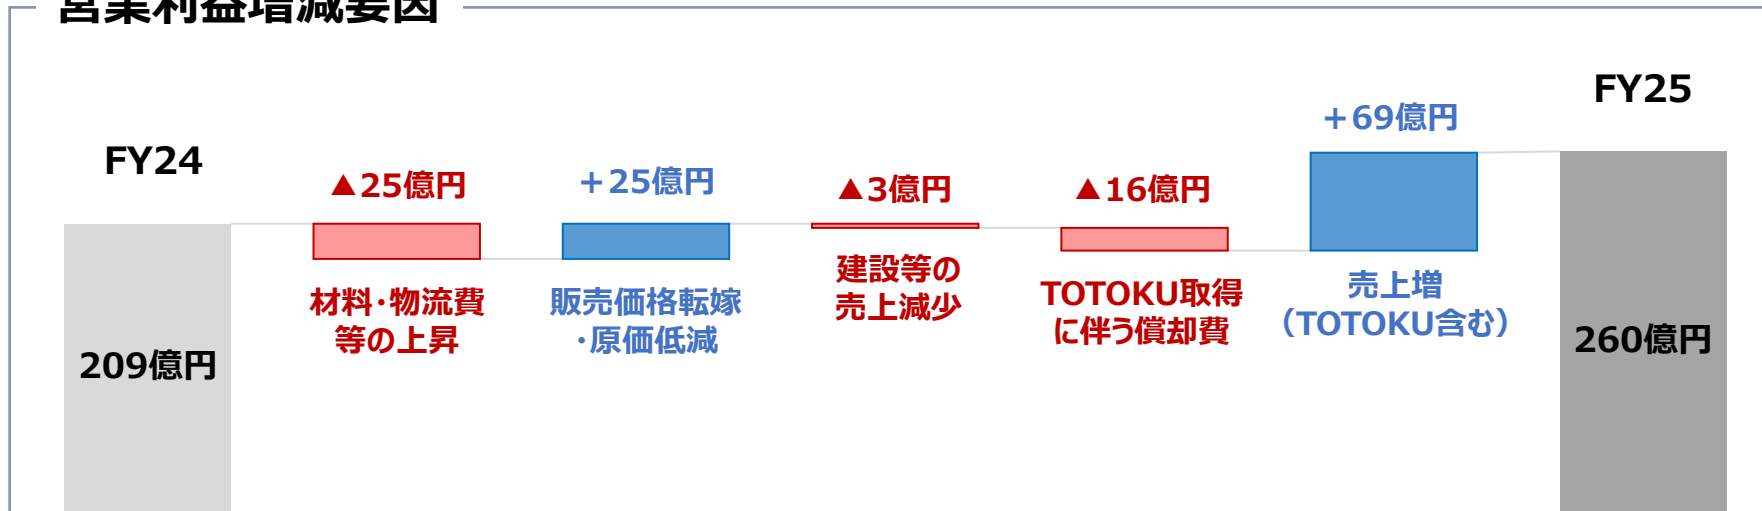 営業利益増減要因
FY24
209億円
▲25億円
材料・物流費
等の上昇
＋25億円
販売価格転嫁
・原価低減
▲3億円
建設等の
売上減少
▲16億円
TOTOKU取得
に伴う償却費
＋69億円
売上増
（TOTOKU含む）
FY25
260億円